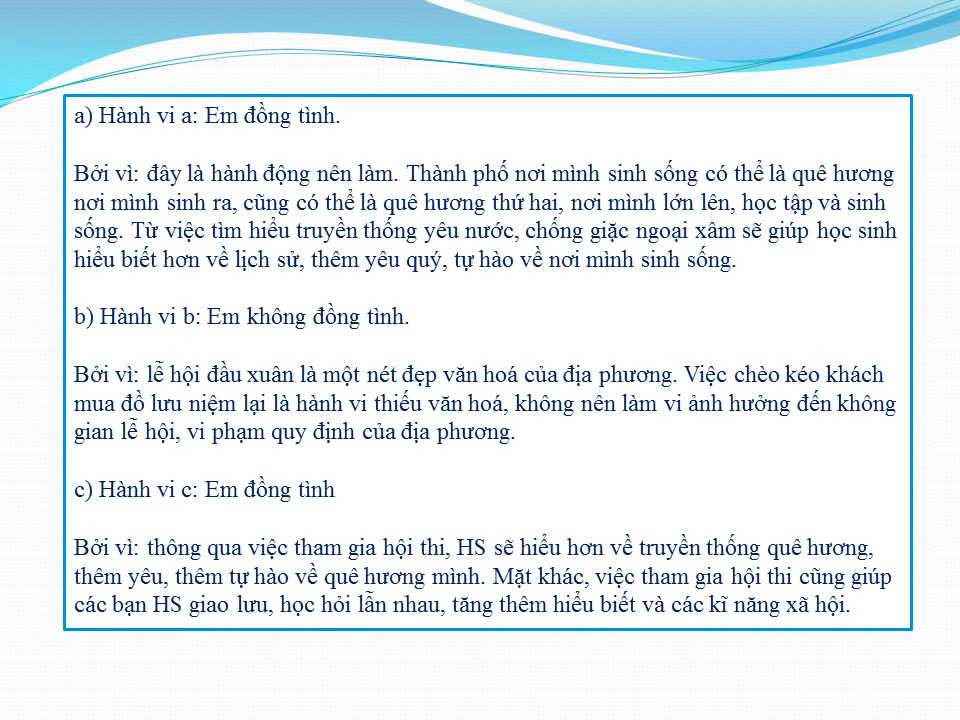 a) Hành vi a: Em đồng tình.
Bởi vì: đây là hành động nên làm. Thành phố nơi mình sinh sống có thể là quê hương
nơi mình sinh ra, cũng có thể là quê hương thứ hai, nơi mình lớn lên, học tập và sinh
sống. Từ việc tìm hiểu truyền thống yêu nước, chống giặc ngoại xâm sẽ giúp học sinh
hiểu biết hơn về lịch sử, thêm yêu quý, tự hào về nơi mình sinh sống.
b) Hành vi b: Em không đồng tình.
Bởi vì: lễ hội đầu xuân là một nét đẹp văn hoá của địa phương. Việc chèo kéo khách
mua đồ lưu niệm lại là hành vi thiếu văn hoá, không nên làm vi ảnh hưởng đến không
gian lễ hội, vi phạm quy định của địa phương.
c) Hành vi c: Em đồng tình
Bởi vì: thông qua việc tham gia hội thi, HS sẽ hiểu hơn về truyền thống quê hương,
thêm yêu, thêm tự hào về quê hương mình. Mặt khác, việc tham gia hội thi cũng giúp
các bạn HS giao lưu, học hỏi lẫn nhau, tăng thêm hiểu biết và các kĩ năng xã hội.